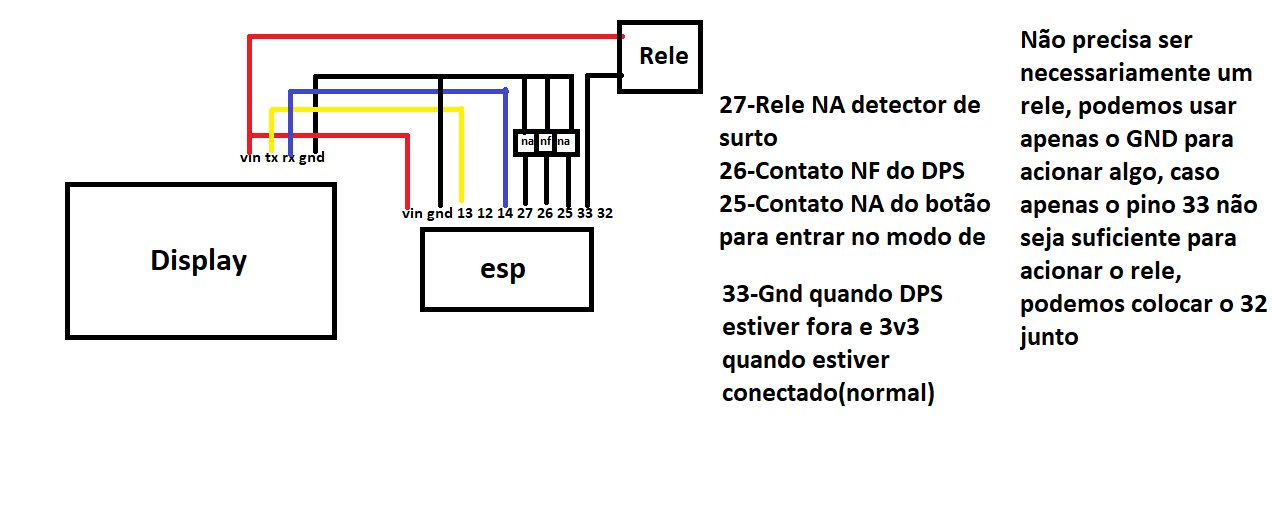 Rele
vin tx rx gnd
na nf na
vin gnd 13 12 14 27 26 25 33 32
Display
esp
27-Rele NA detector de
surto
26-Contato NF do DPS
25-Contato NA do botão
para entrar no modo de
33-Gnd quando DPS
estiver fora e 3v3
quando estiver
conectado(normal)
Não precisa ser
necessariamente um
rele, podemos usar
apenas o GND para
acionar algo, caso
apenas o pino 33 não
seja suficiente para
acionar o rele,
podemos colocar o 32
junto